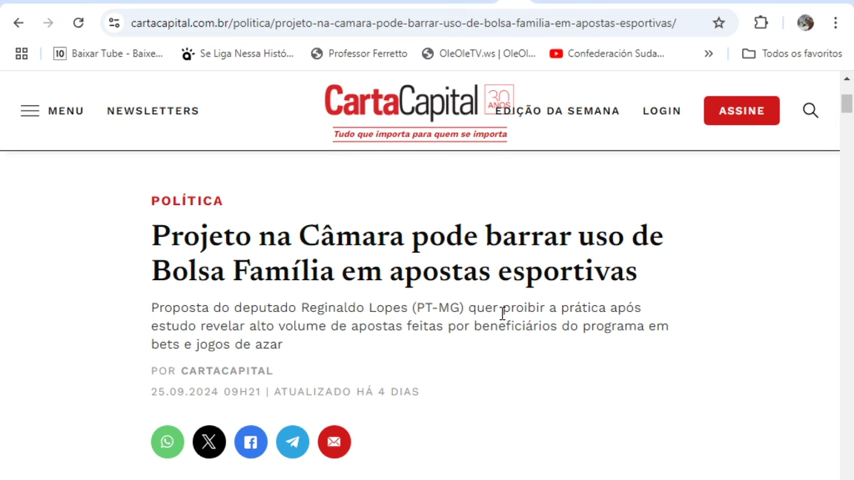 cartacapital.com.br/politica/projeto-na-camara-pode-barrar-uso-de-bolsa-familia-em-apostas-esportivas/
10 Baixar Tube - Baixe... Se Liga Nessa Histó... Professor Ferretto OleOleTV.ws | OleOl... Confederación Suda... » Todos os favoritos
MENU NEWSLETTERS CartaCapital 30 ANOS EDIÇÃO DA SEMANA LOGIN ASSINE
Tudo que importa para quem se importa
POLÍTICA
Projeto na Câmara pode barrar uso de
Bolsa Família em apostas esportivas
Proposta do deputado Reginaldo Lopes (PT-MG) quer proibir a prática após
estudo revelar alto volume de apostas feitas por beneficiários do programa em
bets e jogos de azar
POR CARTACAPITAL
25.09.2024 09H21 | ATUALIZADO HÁ 4 DIAS